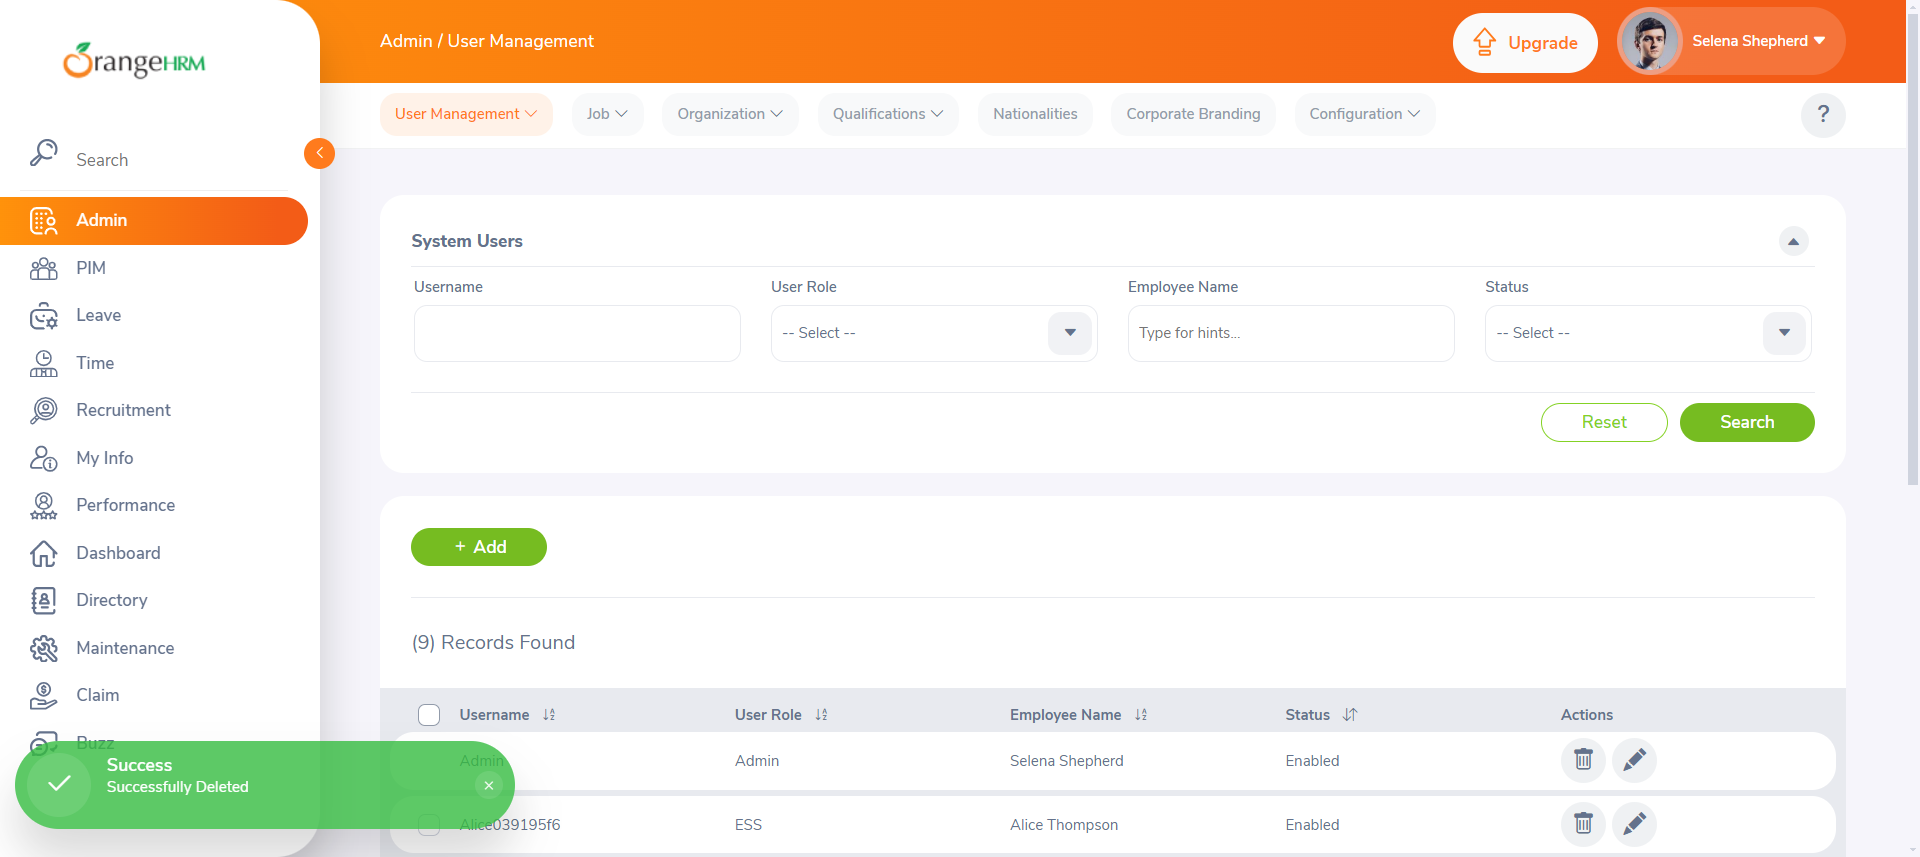 OrangeHRM
Admin / User Management
Upgrade
Selena Shepherd
User Management
Job
Organization
Qualifications
Nationalities
Corporate Branding
Configuration
?
Search
Admin
PIM
Leave
Time
Recruitment
My Info
Performance
Dashboard
Directory
Maintenance
Claim
Buzz
System Users
Username
User Role
Employee Name
Status
-- Select --
Type for hints...
-- Select --
Reset
Search
+ Add
(9) Records Found
Username
User Role
Employee Name
Status
Actions
Admin
Admin
Selena Shepherd
Enabled
Alice039195f6
ESS
Alice Thompson
Enabled
Success
Successfully Deleted